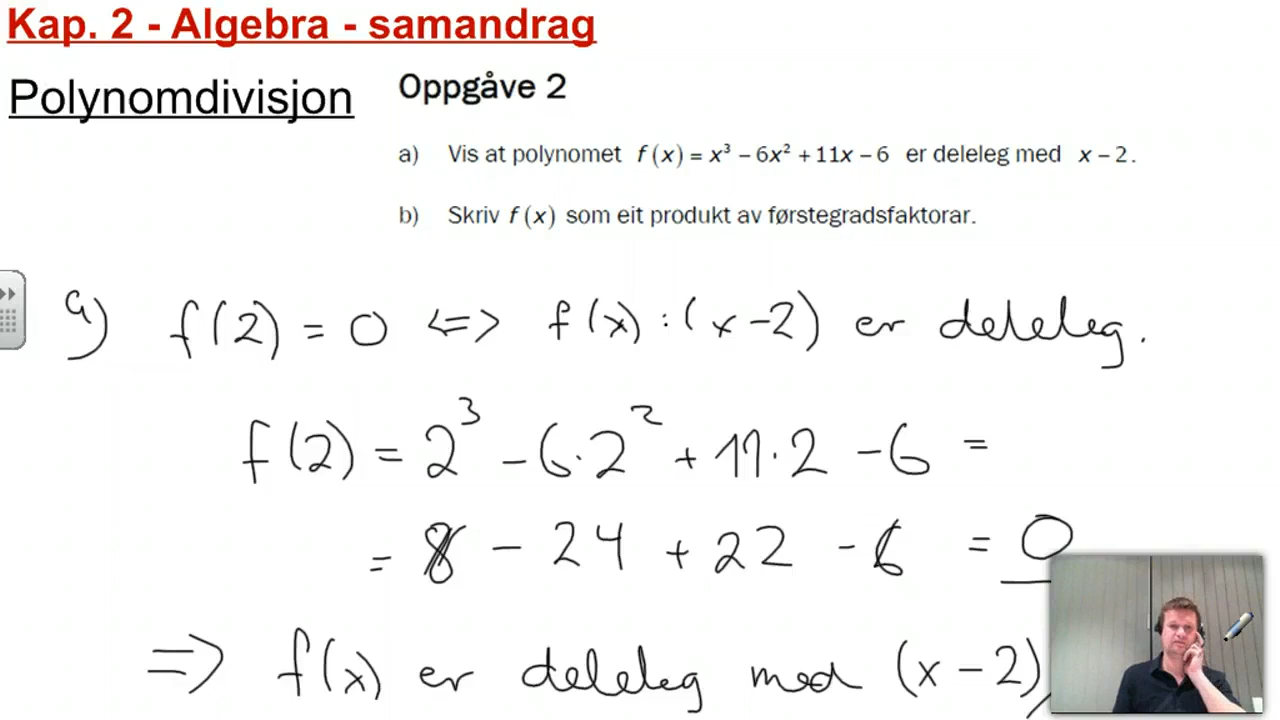 Kap. 2 - Algebra - samandrag
Polynomdivisjon
Oppgåve 2
a) Vis at polynomet f(x) = x³ – 6x² + 11x – 6 er deleleg med x – 2.
b) Skriv f(x) som eit produkt av førstegradsfaktorar.
a) f(2) = 0 <=> f(x) : (x-2) er deleleg.
f(2) = 2³ - 6·2² + 11·2 - 6 =
= 8 - 24 + 22 - 6 = 0
=> f(x) er deleleg med (x-2)